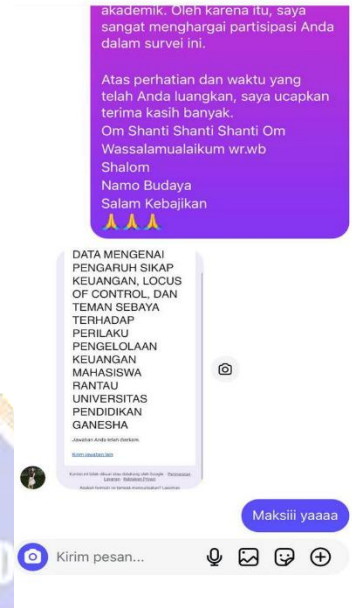 akademik. Oleh karena itu, saya
sangat menghargai partisipasi Anda
dalam survei ini.
Atas perhatian dan waktu yang
telah Anda luangkan, saya ucapkan
terima kasih banyak.
Om Shanti Shanti Shanti Om
Wassalamualaikum wr.wb
Shalom
Namo Budaya
Salam Kebajikan
DATA MENGENAI
PENGARUH SIKAP
KEUANGAN, LOCUS
OF CONTROL, DAN
TEMAN SEBAYA
TERHADAP
PERILAKU
PENGELOLAAN
KEUANGAN
MAHASISWA
RANTAU
UNIVERSITAS
PENDIDIKAN
GANESHA
Jawaban Anda telah direkam.
Kirim jawaban lain
Maksiii yaaaa
Kirim pesan...